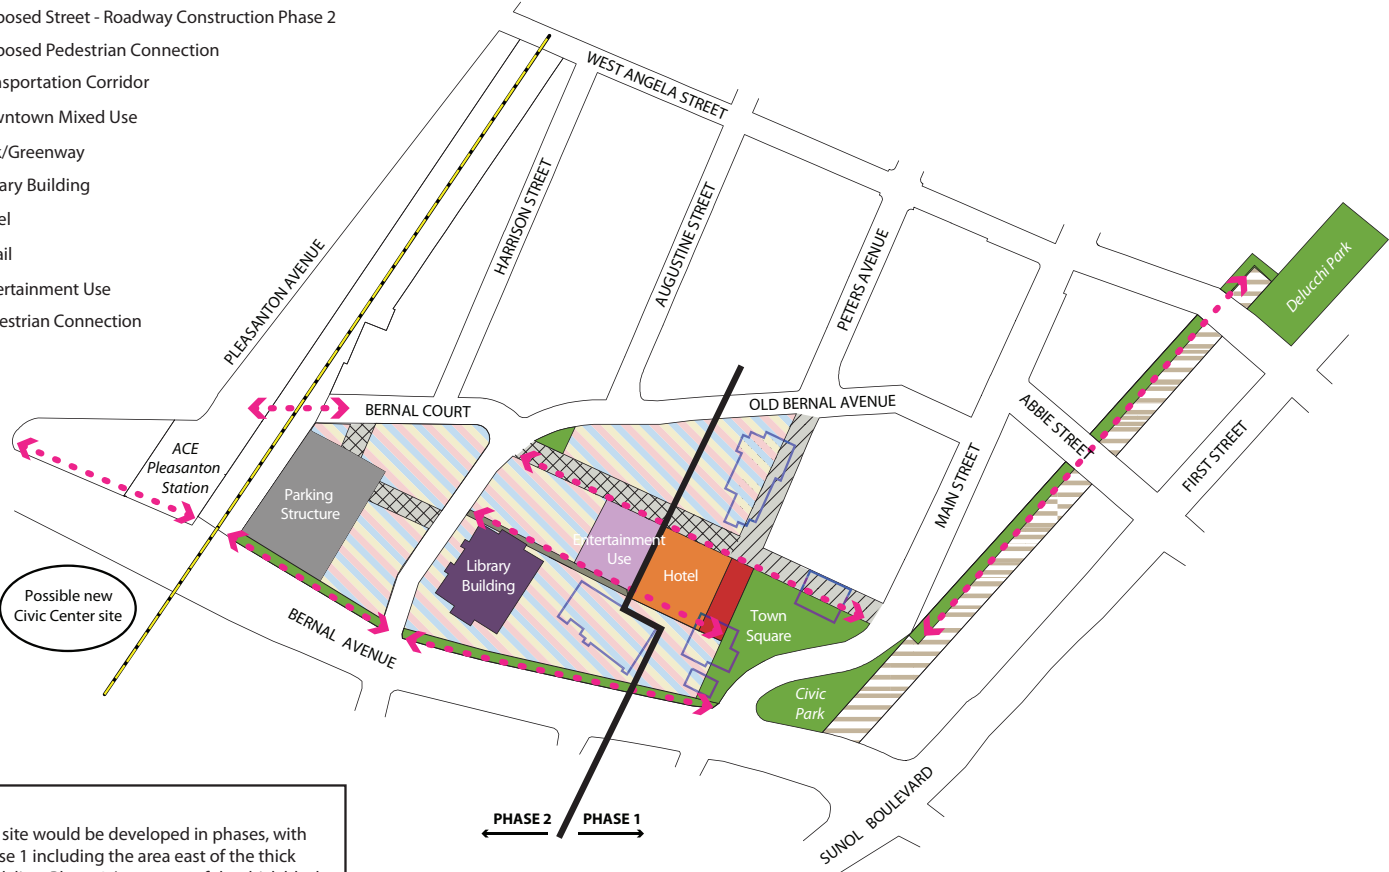 posed Street - Roadway Construction Phase 2
posed Pedestrian Connection
nsportation Corridor
wntown Mixed Use
k/Greenway
ary Building
el
ail
ertainment Use
estrian Connection
WEST ANGELA STREET
HARRISON STREET
AUGUSTINE STREET
PETERS AVENUE
PLEASANTON AVENUE
Delucchi Park
BERNAL COURT
OLD BERNAL AVENUE
ABBIE STREET
FIRST STREET
MAIN STREET
ACE
Pleasanton
Station
Parking
Structure
Entertainment
Use
Library
Building
Hotel
Town
Square
Civic
Park
Possible new
Civic Center site
BERNAL AVENUE
SUNOL BOULEVARD
PHASE 2
PHASE 1
site would be developed in phases, with
se 1 including the area east of the thick